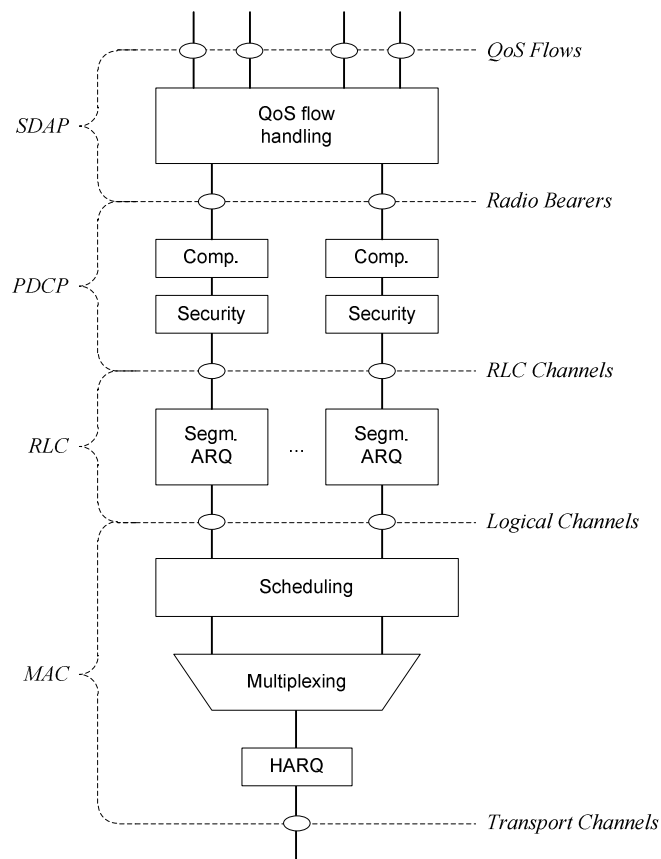 QoS Flows
SDAP
QoS flow
handling
Radio Bearers
Comp.
Comp.
PDCP
Security
Security
RLC Channels
RLC
Segm.
ARQ
...
Segm.
ARQ
Logical Channels
Scheduling
MAC
Multiplexing
HARQ
Transport Channels